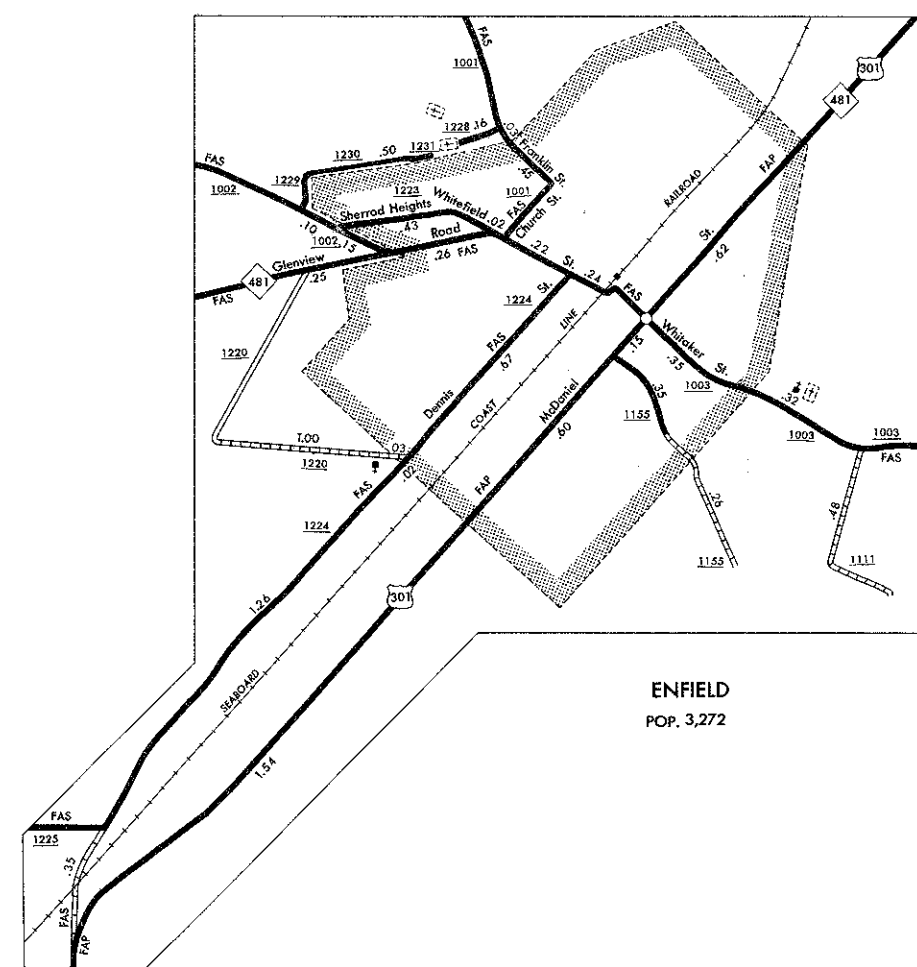 FAS
1001
301
481
1228 .16
.03
1231
Franklin St.
1230 .50
.45
FAS
1002
1229
1223
1001
FAS
Church St.
RAILROAD
FAP
Whitefield .02
Sherrod Heights
.43
.10
1002 .15
Road
.26 FAS
.22
St.
.62
St.
Glenview
.25
481
FAS
.24
FAS
1224
St.
LINE
Whitaker
St.
.15
.35
1003
.32
1003
1003
FAS
1220
FAS
.67
Dennis
COAST
McDaniel
.60
.35
1155
1.00
1220
.03
.02
FAS
1224
FAP
.26
1155
.48
1111
301
1.26
SEABOARD
1.54
ENFIELD
POP. 3,272
FAS
1225
.35
FAS
FAP